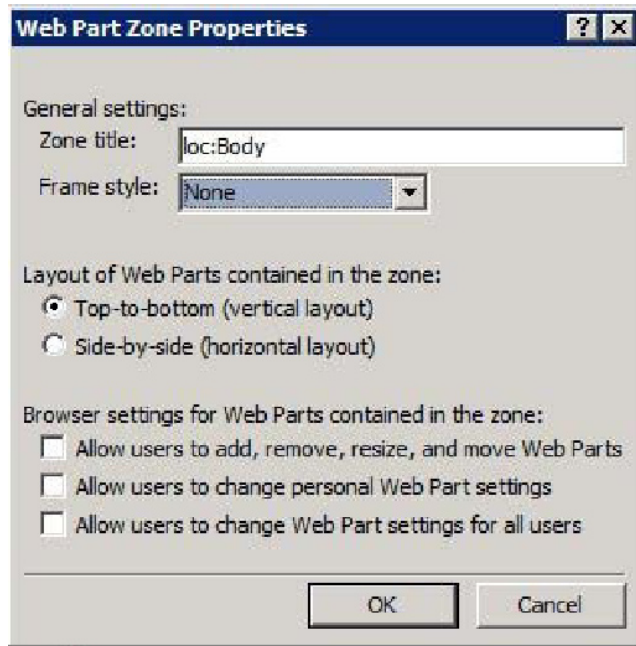 Web Part Zone Properties ? X
General settings:
Zone title: loc:Body
Frame style: None
Layout of Web Parts contained in the zone:
Top-to-bottom (vertical layout)
Side-by-side (horizontal layout)
Browser settings for Web Parts contained in the zone:
Allow users to add, remove, resize, and move Web Parts
Allow users to change personal Web Part settings
Allow users to change Web Part settings for all users
OK Cancel